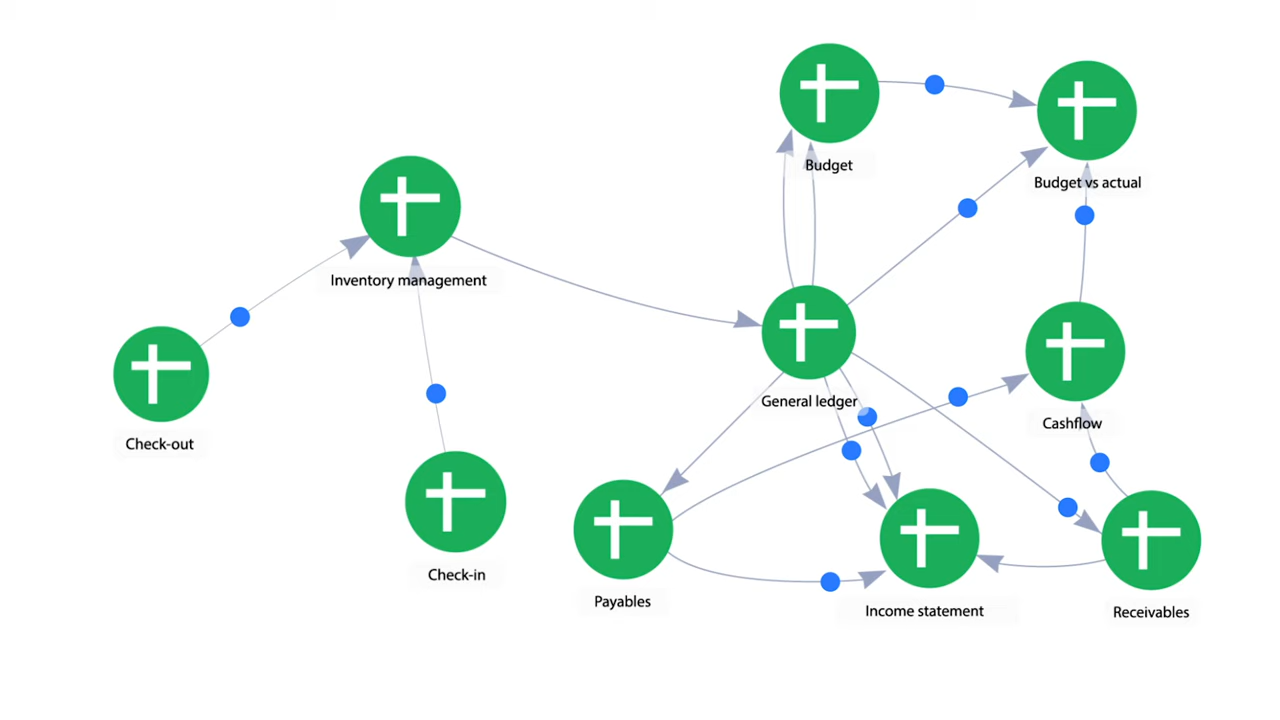 Budget
Budget vs actual
Inventory management
General ledger
Cashflow
Check-out
Check-in
Payables
Income statement
Receivables